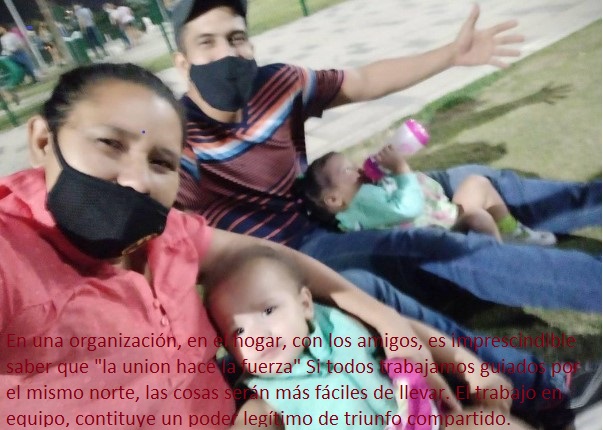 En una organización, en el hogar, con los amigos, es imprescindible
saber que "la union hace la fuerza" Si todos trabajamos guiados por
el mismo norte, las cosas serán más fáciles de llevar. El trabajo en
equipo, contituye un poder legítimo de triunfo compartido.